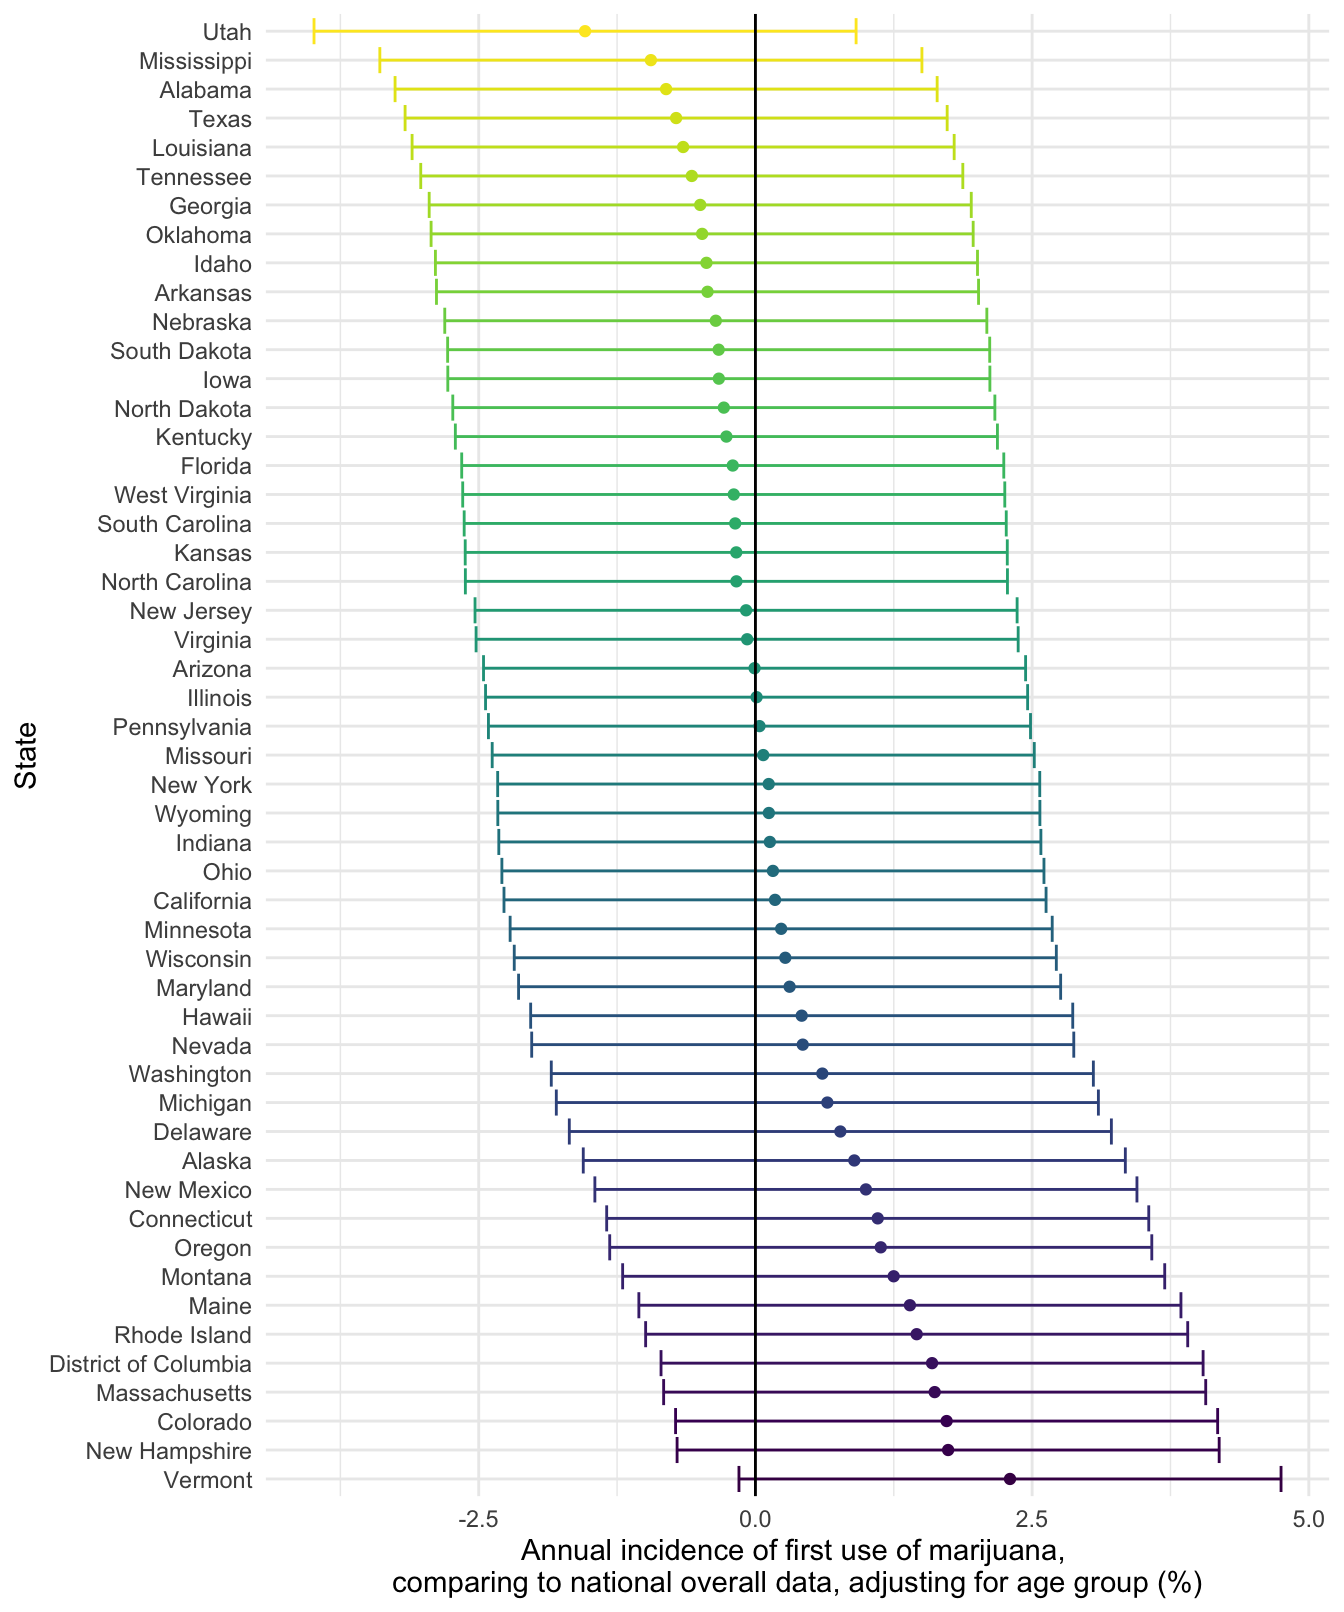 Utah
Mississippi
Alabama
Texas
Louisiana
Tennessee
Georgia
Oklahoma
Idaho
Arkansas
Nebraska
South Dakota
Iowa
North Dakota
Kentucky
Florida
West Virginia
South Carolina
Kansas
North Carolina
New Jersey
Virginia
Arizona
Illinois
Pennsylvania
Missouri
New York
Wyoming
Indiana
Ohio
California
Minnesota
Wisconsin
Maryland
Hawaii
Nevada
Washington
Michigan
Delaware
Alaska
New Mexico
Connecticut
Oregon
Montana
Maine
Rhode Island
District of Columbia
Massachusetts
Colorado
New Hampshire
Vermont
State
-2.5 0.0 2.5 5.0
Annual incidence of first use of marijuana,
comparing to national overall data, adjusting for age group (%)